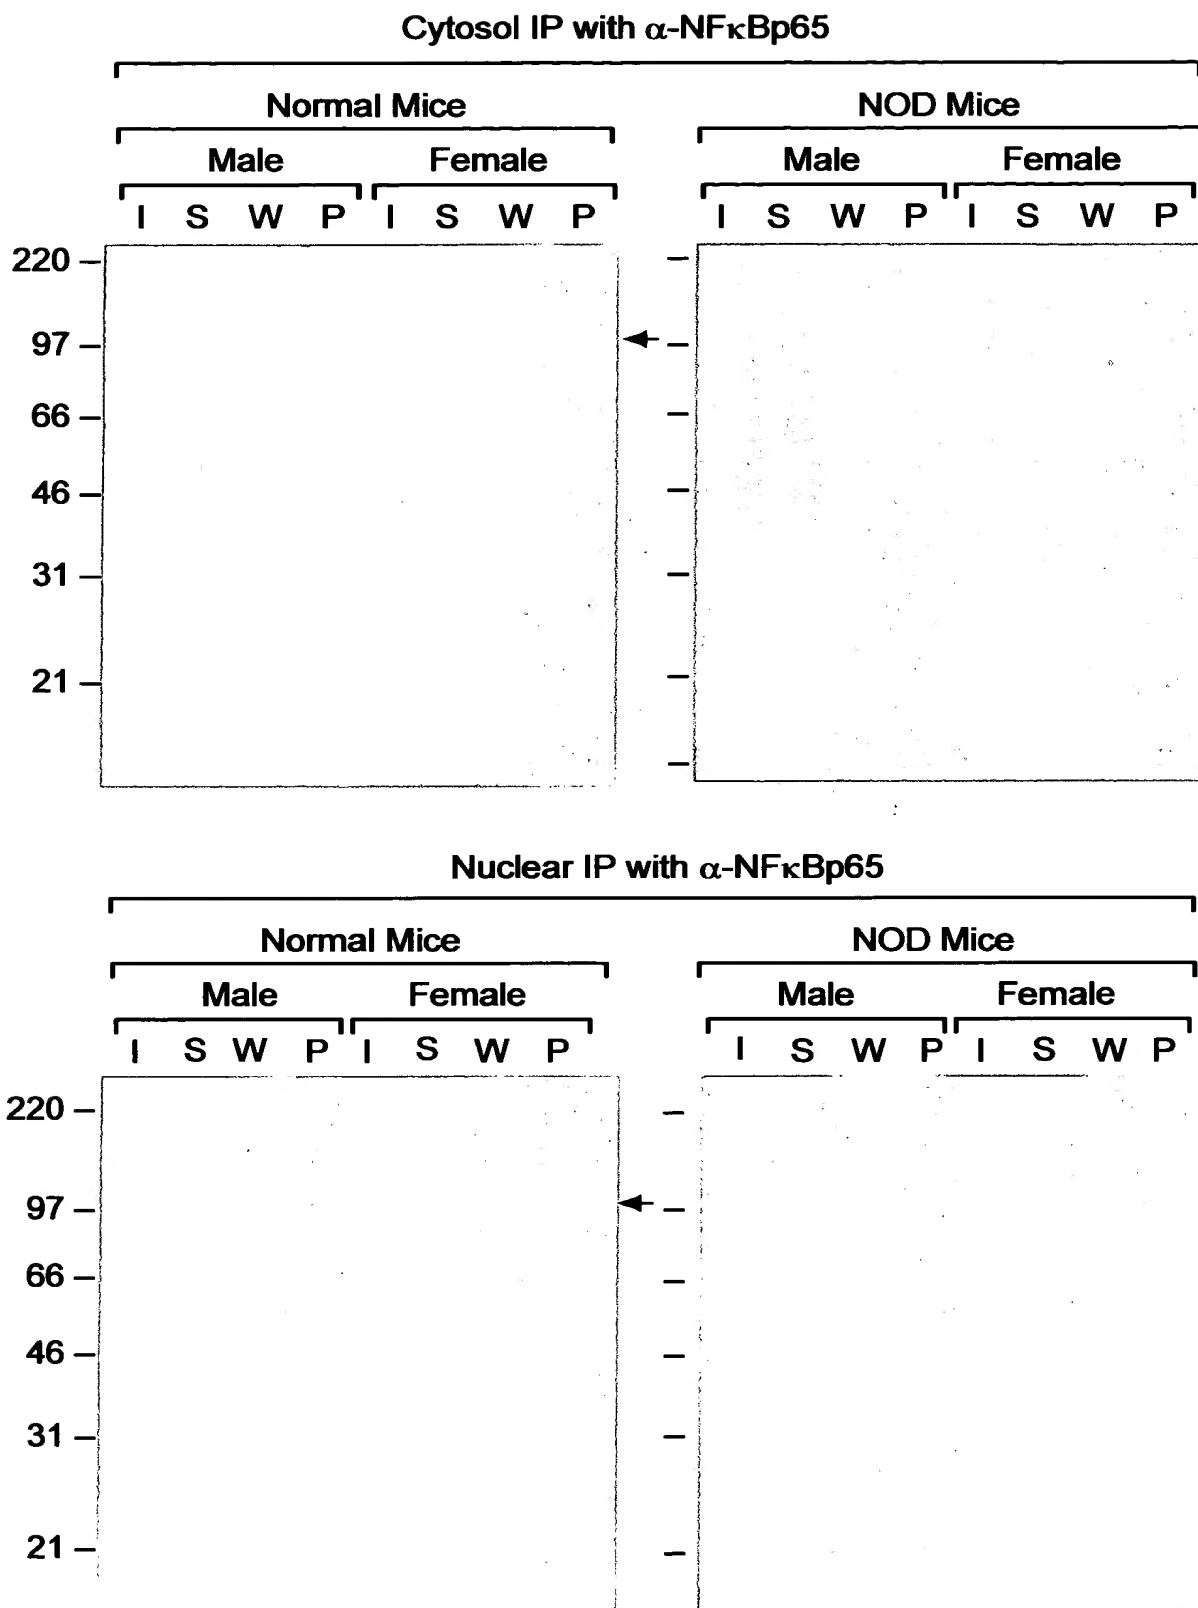 Cytosol IP with α-NFκBp65
Normal Mice NOD Mice
Male Female Male Female
I S W P I S W P I S W P I S W P
220
97
66
46
31
21
Nuclear IP with α-NFκBp65
Normal Mice NOD Mice
Male Female Male Female
I S W P I S W P I S W P I S W P
220
97
66
46
31
21